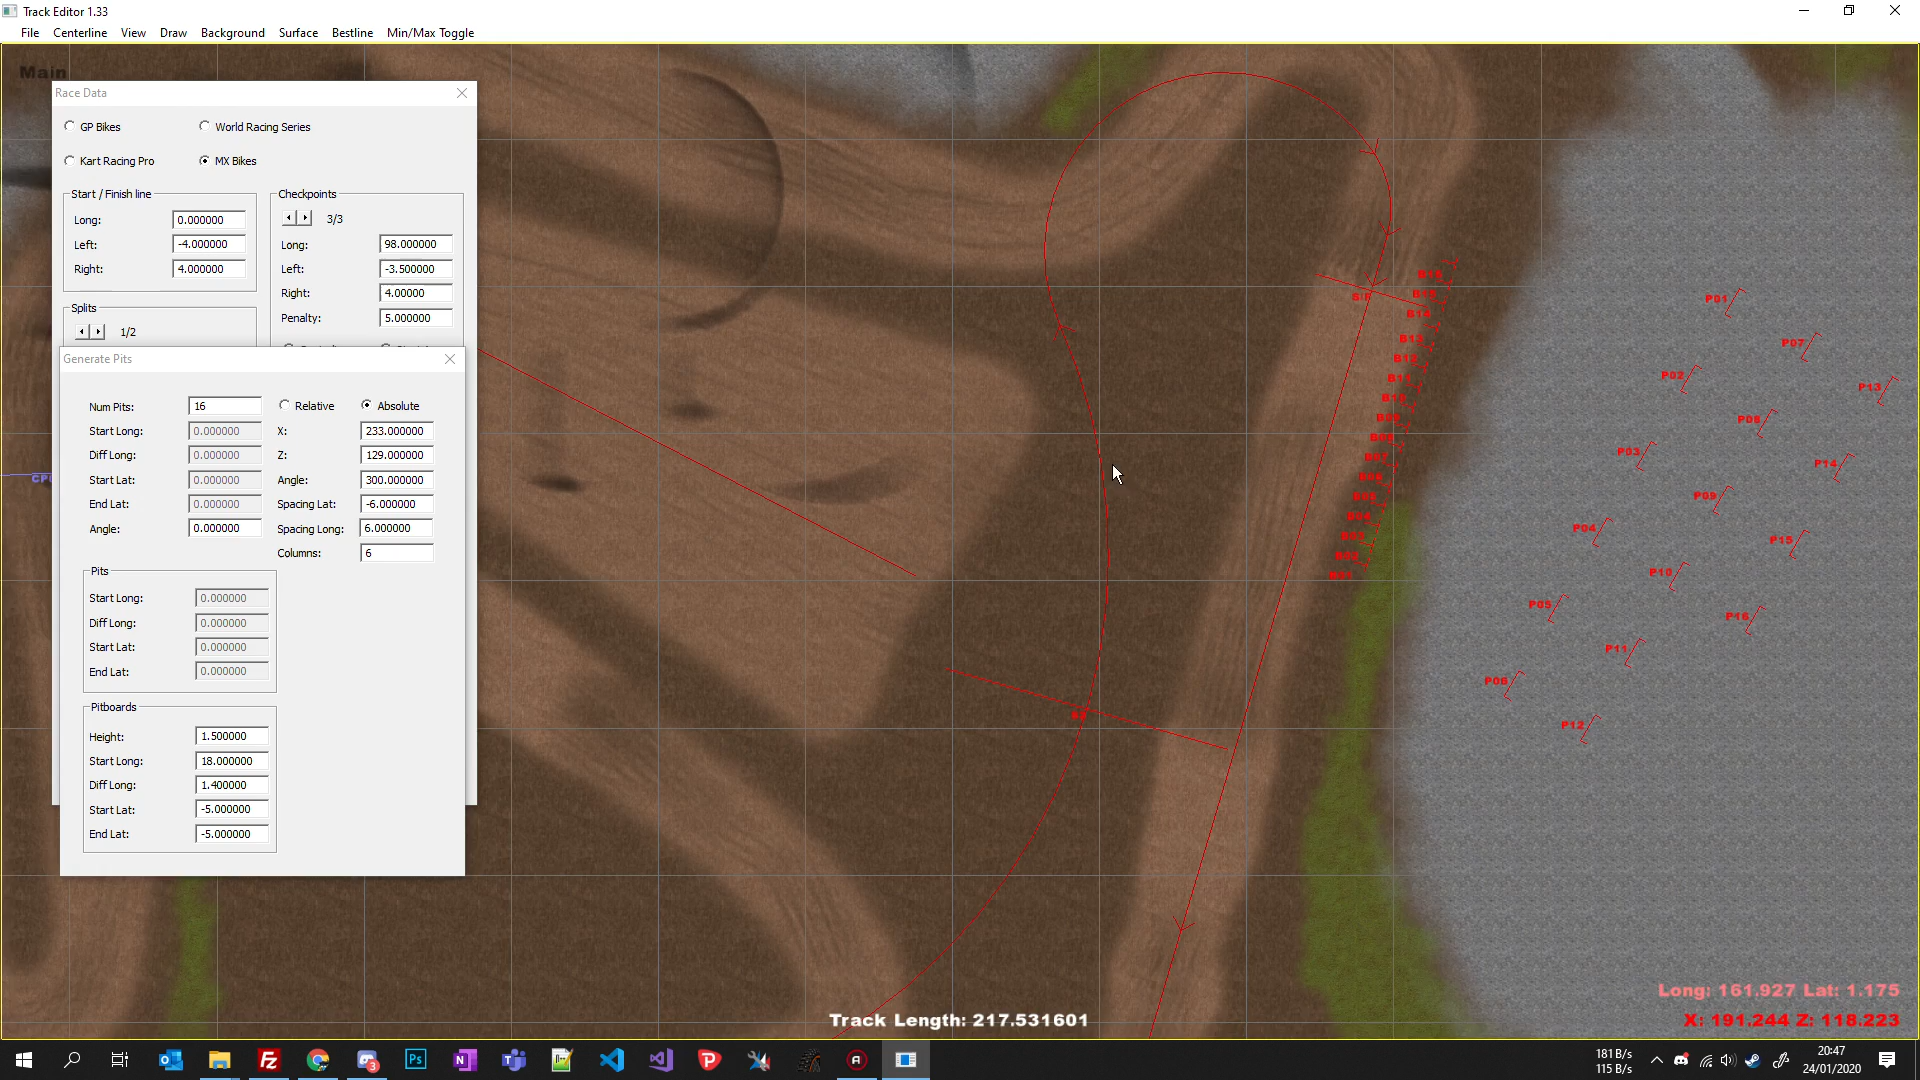 Track Editor 1.33
File Centerline View Draw Background Surface Bestline Min/Max Toggle
Main
Race Data
GP Bikes World Racing Series
Kart Racing Pro MX Bikes
Start / Finish line
Long: 0.000000
Left: -4.000000
Right: 4.000000
Checkpoints
3/3
Long: 98.000000
Left: -3.500000
Right: 4.00000
Penalty: 5.000000
Splits
1/2
Generate Pits
Num Pits: 16 Relative Absolute
Start Long: 0.000000 X: 233.000000
Diff Long: 0.000000 Z: 129.000000
Start Lat: 0.000000 Angle: 300.000000
End Lat: 0.000000 Spacing Lat: -6.000000
Angle: 0.000000 Spacing Long: 6.000000
Columns: 6
Pits
Start Long: 0.000000
Diff Long: 0.000000
Start Lat: 0.000000
End Lat: 0.000000
Pitboards
Height: 1.500000
Start Long: 18.000000
Diff Long: 1.400000
Start Lat: -5.000000
End Lat: -5.000000
B14
B13
B12
B11
P01
P07
P02
P13
P03
P14
P09
P04
P15
P10
P05
P16
P11
P12
Long: 161.927 Lat: 1.175
X: 191.244 Z: 118.223
Track Length: 217.531601
Ps
N
3
A
181 B/s
115 B/s
20:47
24/01/2020